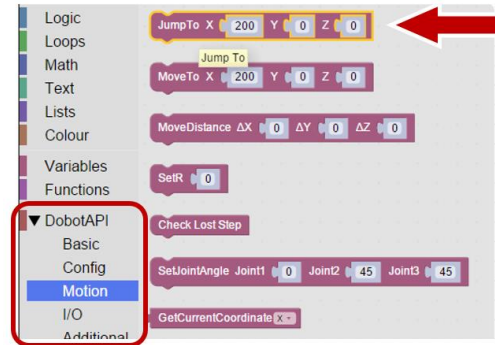 Logic
Loops
Math
Text
Lists
Colour
Variables
Functions
▼ DobotAPI
Basic
Config
Motion
I/O
Additional
JumpTo X 200 Y 0 Z 0
Jump To
MoveTo X 200 Y 0 Z 0
MoveDistance ΔX 0 ΔY 0 ΔZ 0
SetR 0
Check Lost Step
SetJointAngle Joint1 0 Joint2 45 Joint3 45
GetCurrentCoordinate X